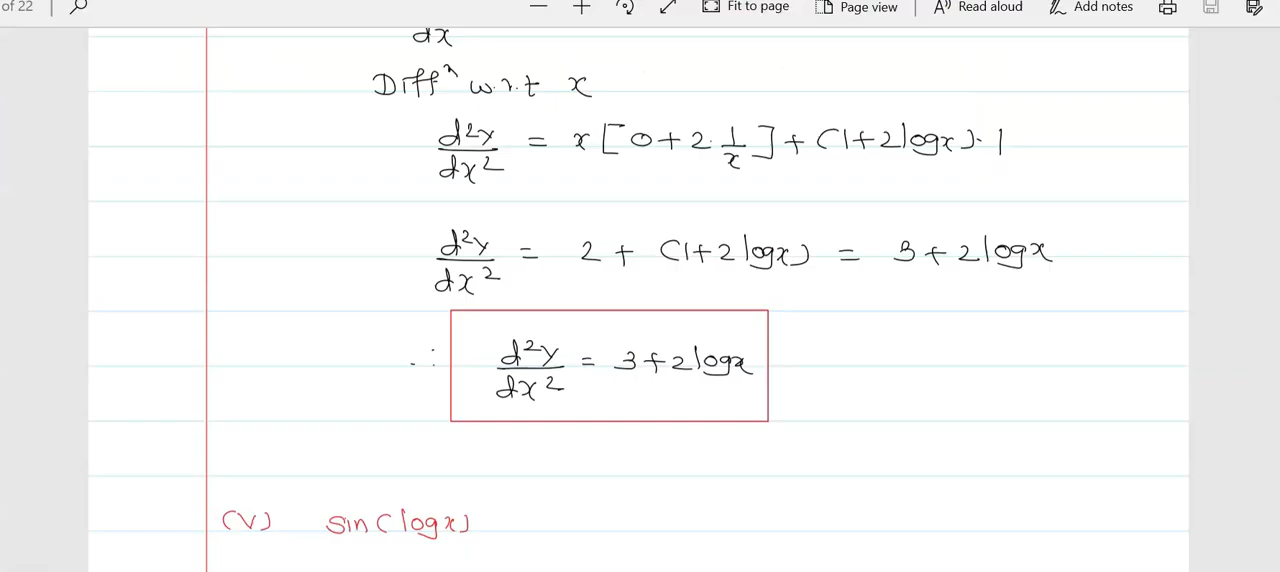 of 22 Fit to page Page view Read aloud Add notes
dx
Diffⁿ w.r.t x
d²y/dx² = x[0+2·1/x]+(1+2logx)·1
d²y/dx² = 2 + (1+2logx) = 3+2logx
∴ d²y/dx² = 3+2logx
(V) sin(logx)